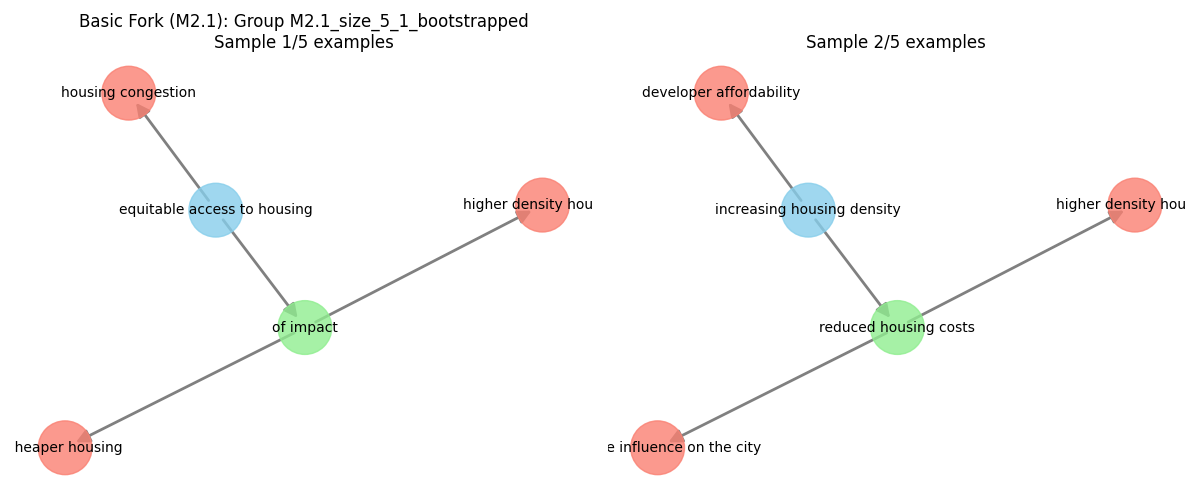 Basic Fork (M2.1): Group M2.1_size_5_1_bootstrapped
Sample 1/5 examples
Sample 2/5 examples
housing congestion
developer affordability
equitable access to housing
higher density hou
increasing housing density
higher density hou
of impact
reduced housing costs
heaper housing
e influence on the city